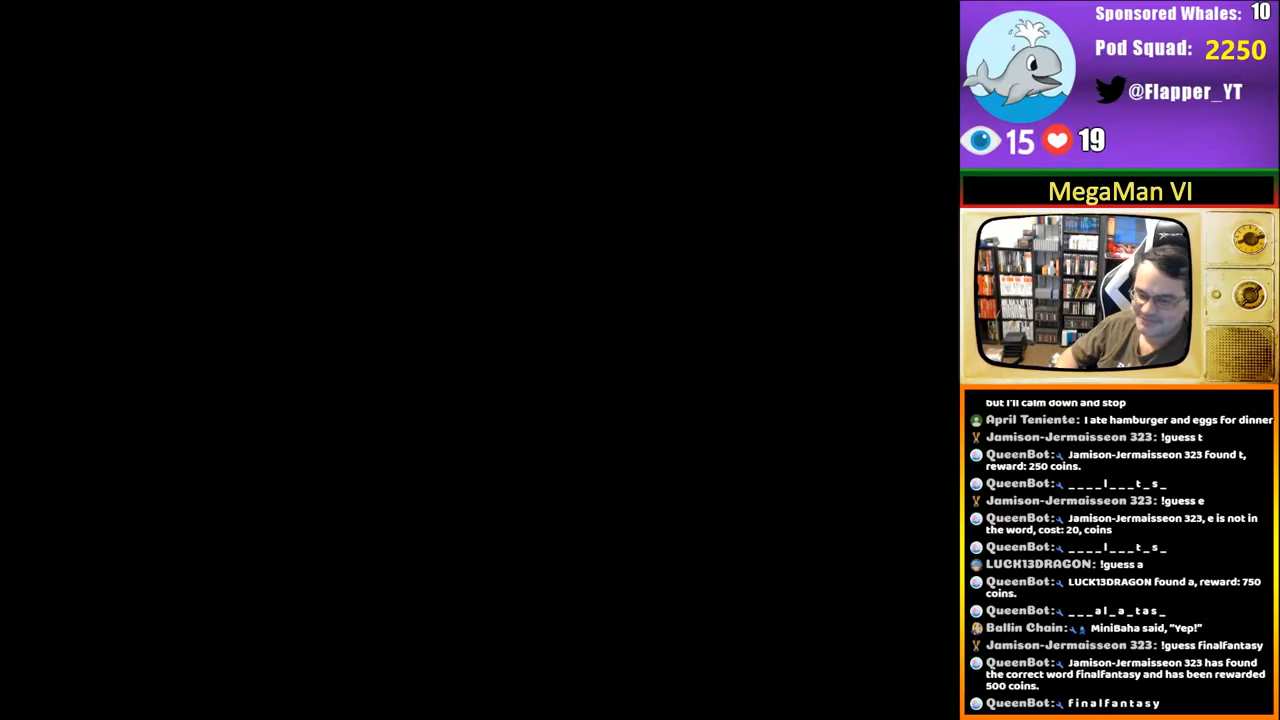 Sponsored Whales: 10
Pod Squad: 2250
@Flapper_YT
15 19
MegaMan VI
but I'll calm down and stop
April Teniente: I ate hamburger and eggs for dinner
Jamison-Jermaisseon 323: !guess t
QueenBot: Jamison-Jermaisseon 323 found t,
reward: 250 coins.
QueenBot: _ _ _ _ l _ _ _ t _ s _
Jamison-Jermaisseon 323: !guess e
QueenBot: Jamison-Jermaisseon 323, e is not in
the word, cost: 20, coins
QueenBot: _ _ _ _ l _ _ _ t _ s _
LUCK13DRAGON: !guess a
QueenBot: LUCK13DRAGON found a, reward: 750
coins.
QueenBot: _ _ _ a l _ a _ t a s _
Ballin Chain: MiniBaha said, "Yep!"
Jamison-Jermaisseon 323: !guess finalfantasy
QueenBot: Jamison-Jermaisseon 323 has found
the correct word finalfantasy and has been rewarded
500 coins.
QueenBot: f i n a l f a n t a s y